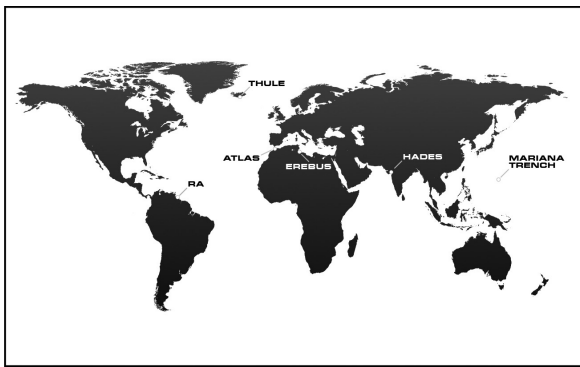 THULE
ATLAS
EREBUS
HADES
MARIANA
TRENCH
RA